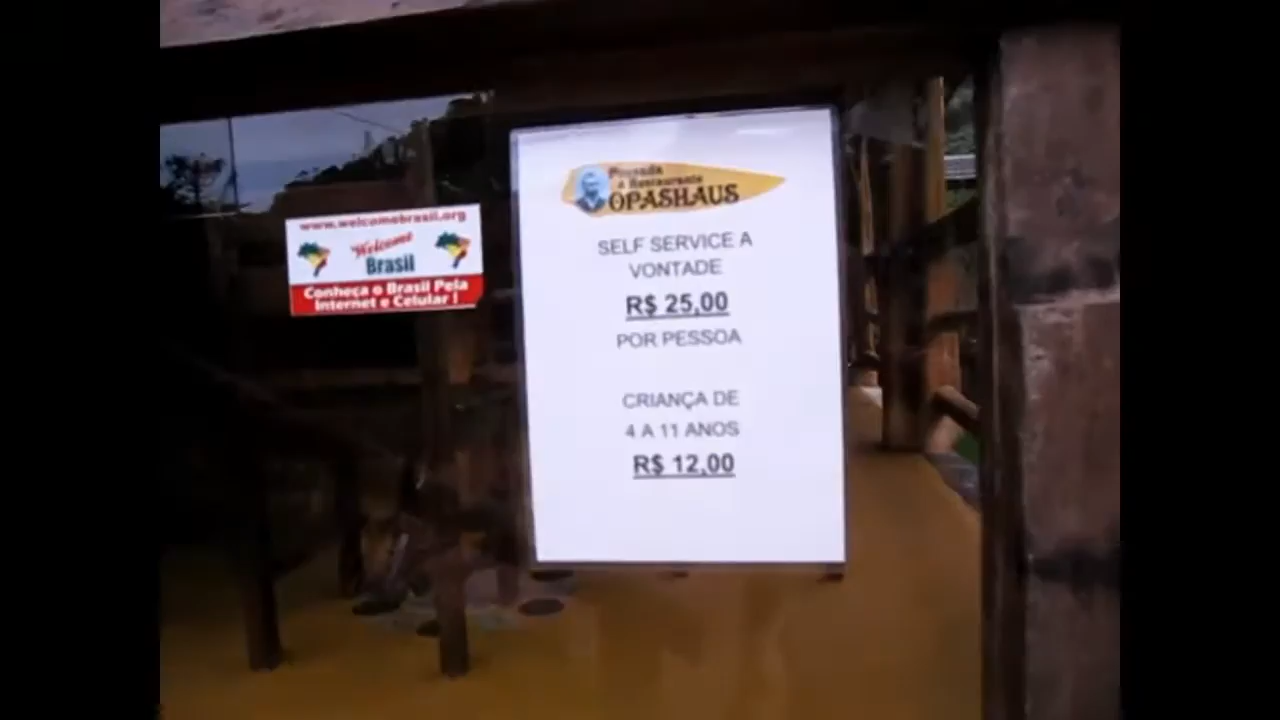 www.welcomebrasil.org
Welcome
Brasil
Conheça o Brasil Pela
Internet e Celular !
Pousada
e Restaurante
OPASHAUS
SELF SERVICE A
VONTADE
R$ 25,00
POR PESSOA
CRIANÇA DE
4 A 11 ANOS
R$ 12,00